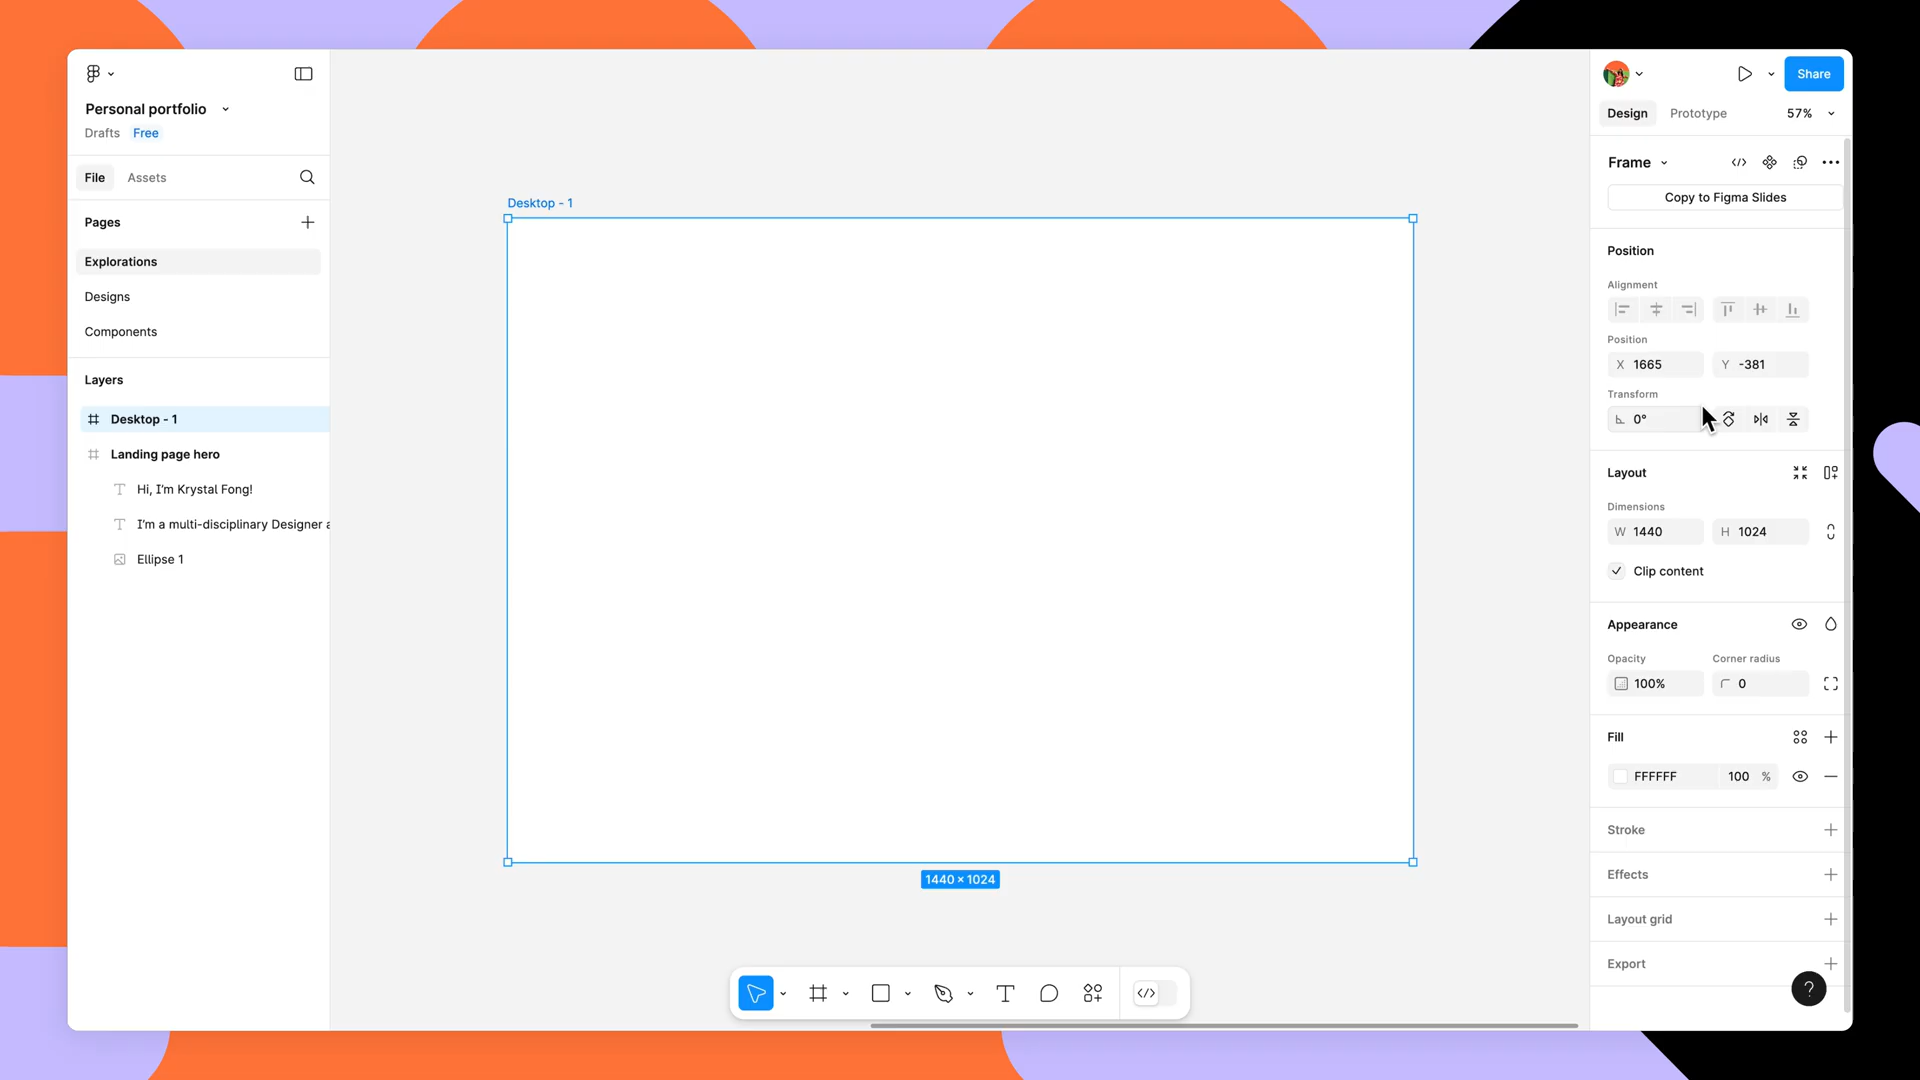 Personal portfolio
Drafts Free
File Assets
Pages
Explorations
Designs
Components
Layers
Desktop - 1
Landing page hero
Hi, I'm Krystal Fong!
I'm a multi-disciplinary Designer a
Ellipse 1
Desktop - 1
1440 × 1024
Share
Design Prototype 57%
Frame
Copy to Figma Slides
Position
Alignment
Position
X 1665 Y -381
Transform
0°
Layout
Dimensions
W 1440 H 1024
Clip content
Appearance
Opacity Corner radius
100% 0
Fill
FFFFFF 100 %
Stroke
Effects
Layout grid
Export
?